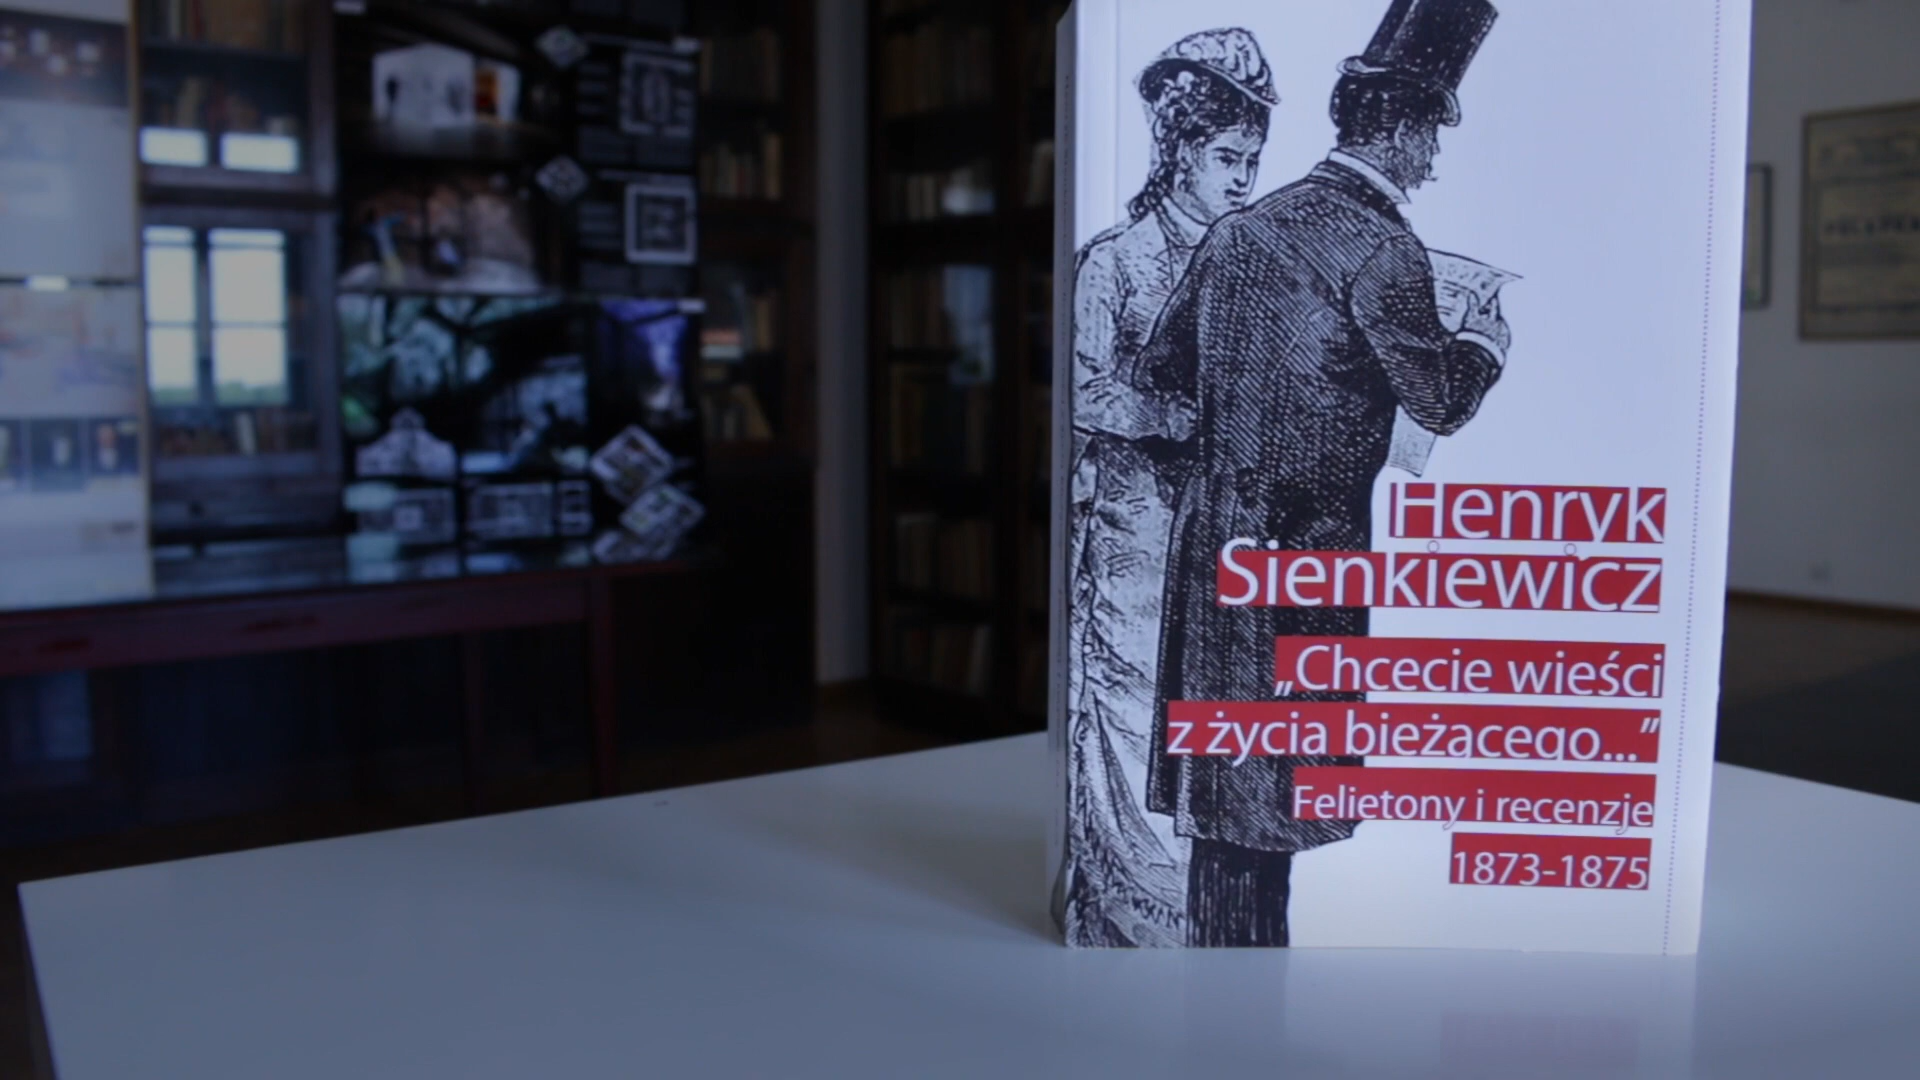 Henryk
Sienkiewicz
„Chcecie wieści
z życia bieżącego..."
Felietony i recenzje
1873-1875